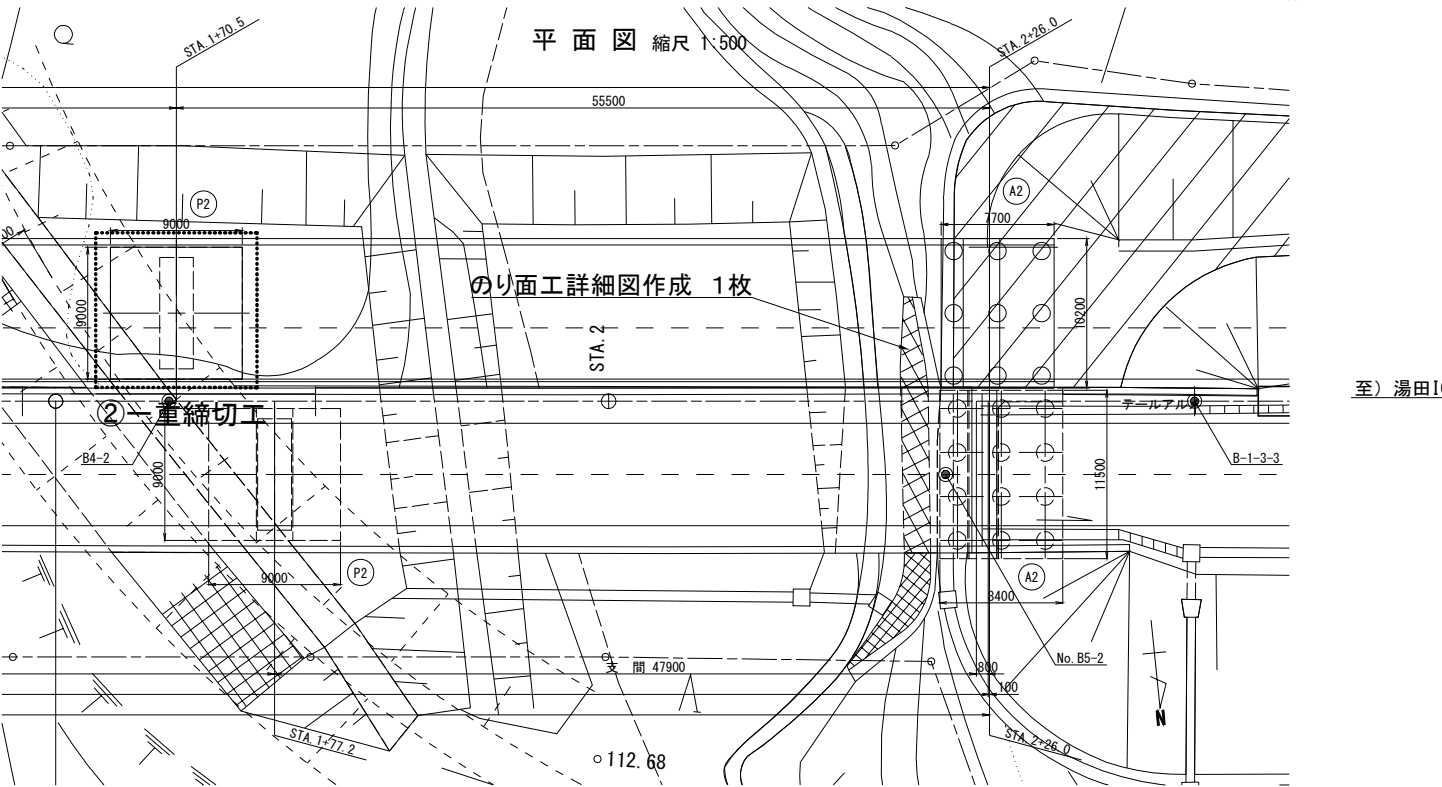 平 面 図 縮尺 1:500
STA.1+70.5
STA.2+26.0
55500
P2
A2
9000
7700
9000
10200
のり面工詳細図作成 1枚
STA.2
至) 湯田I
②一重締切工
テールアル
B4-2
B-1-3-3
9000
11500
9000
P2
A2
8400
No.B5-2
支 間 47900
800
100
N
STA.1+77.2
STA.2+26.0
112.68